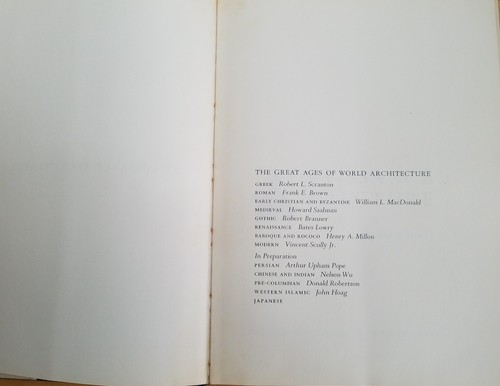 THE GREAT AGES OF WORLD ARCHITECTURE
GREEK Robert L. Scranton
ROMAN Frank E. Brown
EARLY CHRISTIAN AND BYZANTINE William L. MacDonald
MEDIEVAL Howard Saalman
GOTHIC Robert Branner
RENAISSANCE Bates Lowry
BAROQUE AND ROCOCO Henry A. Millon
MODERN Vincent Scully Jr.
In Preparation
PERSIAN Arthur Upham Pope
CHINESE AND INDIAN Nelson Wu
PRE-COLUMBIAN Donald Robertson
WESTERN ISLAMIC John Hoag
JAPANESE